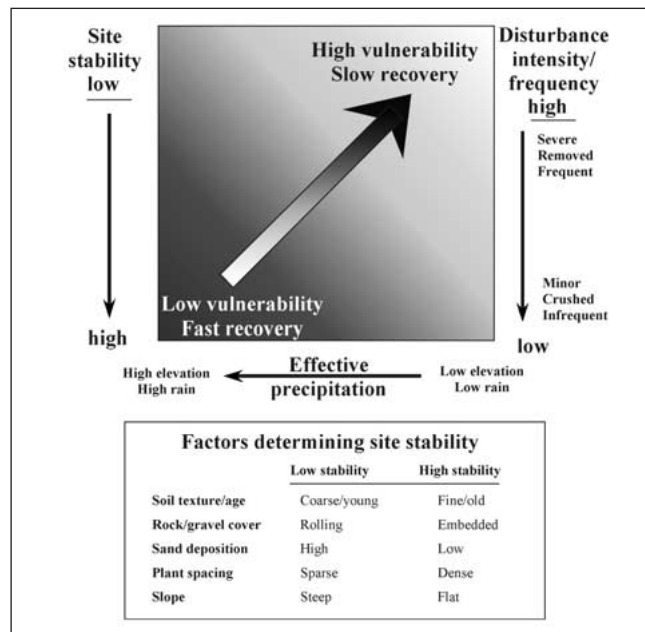 Site
stability
low
High vulnerability
Slow recovery
Disturbance
intensity/
frequency
high
Severe
Removed
Frequent
Low vulnerability
Fast recovery
Minor
Crushed
Infrequent
high
low
High elevation
High rain
Effective
precipitation
Low elevation
Low rain
Factors determining site stability
Low stability High stability
Soil texture/age Coarse/young Fine/old
Rock/gravel cover Rolling Embedded
Sand deposition High Low
Plant spacing Sparse Dense
Slope Steep Flat